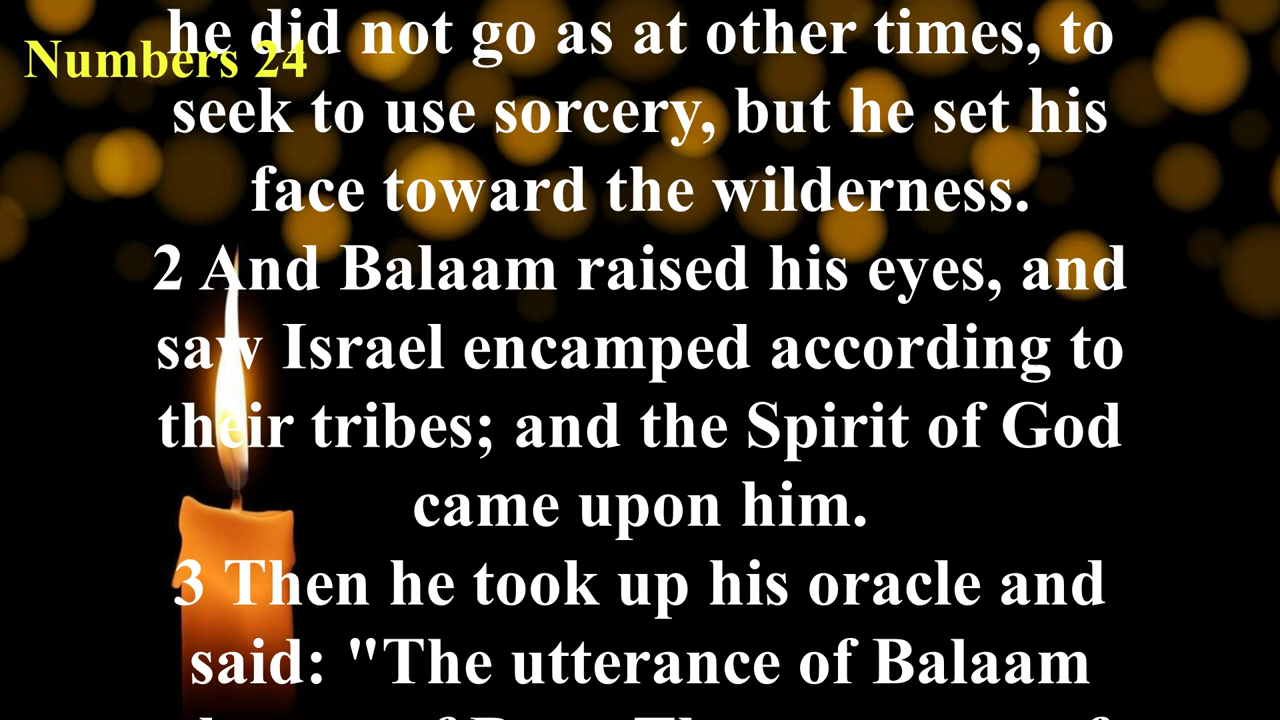 Numbers 24
he did not go as at other times, to
seek to use sorcery, but he set his
face toward the wilderness.
2 And Balaam raised his eyes, and
saw Israel encamped according to
their tribes; and the Spirit of God
came upon him.
3 Then he took up his oracle and
said: "The utterance of Balaam